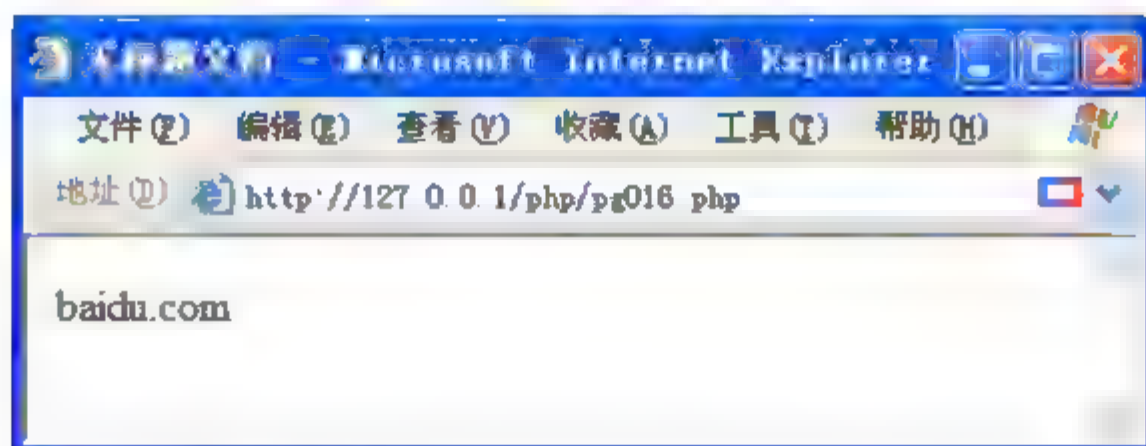 - Microsoft Internet Explorer
文件(F) 编辑(E) 查看(V) 收藏(A) 工具(T) 帮助(H)
地址(D) http://127.0.0.1/php/pg016.php
baidu.com